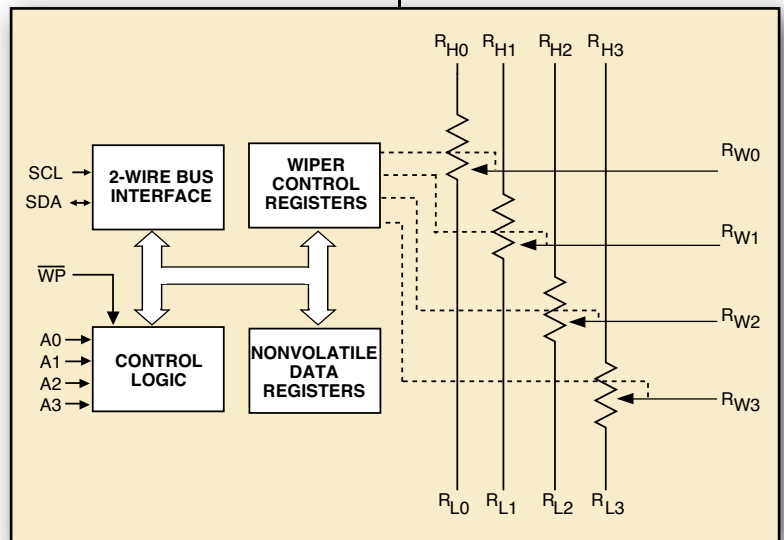 RH0 RH1 RH2 RH3
SCL
SDA
2-WIRE BUS
INTERFACE
WIPER
CONTROL
REGISTERS
RW0
RW1
WP
A0
A1
A2
A3
CONTROL
LOGIC
NONVOLATILE
DATA
REGISTERS
RW2
RW3
RL0 RL1 RL2 RL3